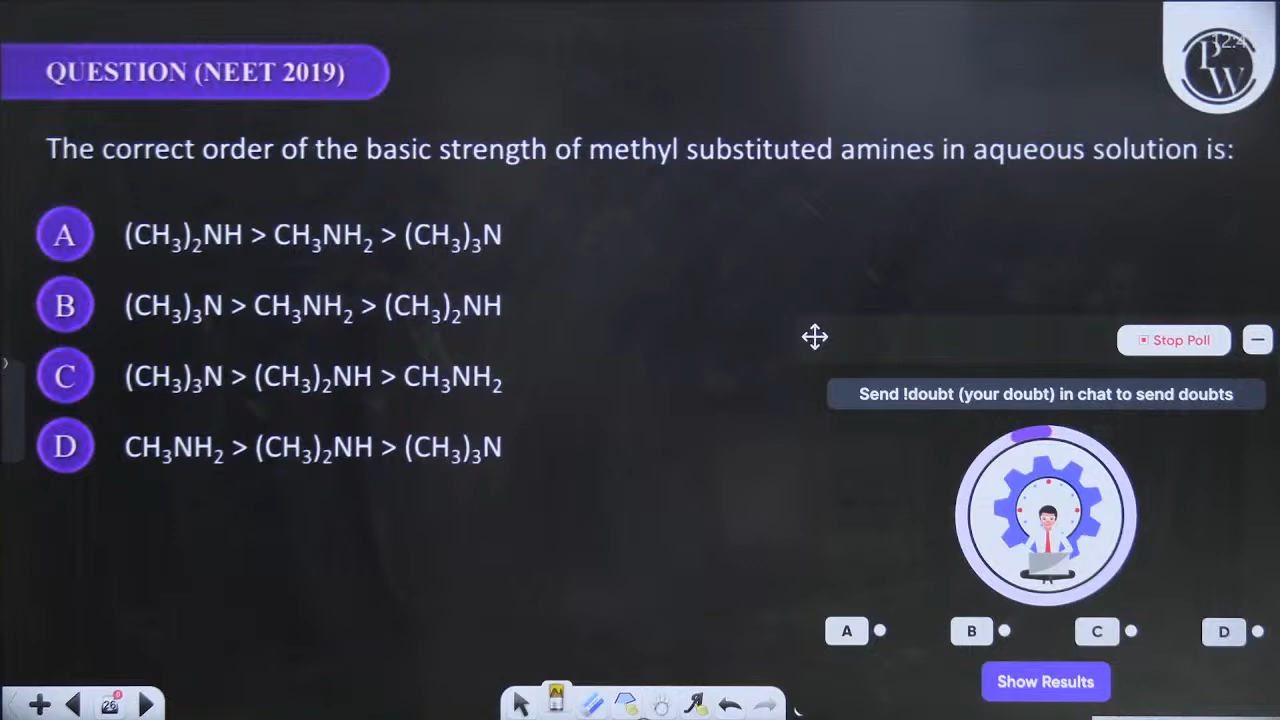 QUESTION (NEET 2019)
PW
The correct order of the basic strength of methyl substituted amines in aqueous solution is:
A (CH₃)₂NH > CH₃NH₂ > (CH₃)₃N
B (CH₃)₃N > CH₃NH₂ > (CH₃)₂NH
C (CH₃)₃N > (CH₃)₂NH > CH₃NH₂
D CH₃NH₂ > (CH₃)₂NH > (CH₃)₃N
Stop Poll
Send !doubt (your doubt) in chat to send doubts
A B C D
Show Results
26